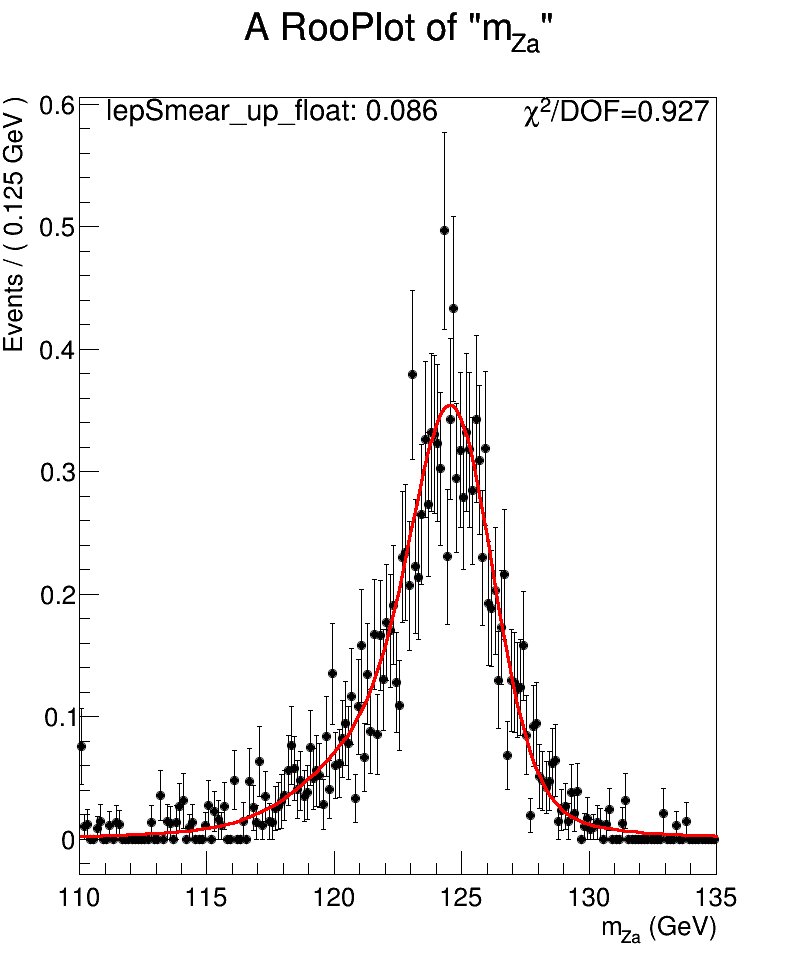 A RooPlot of "m_Za"
lepSmear_up_float: 0.086
χ²/DOF=0.927
Events / ( 0.125 GeV )
0.6
0.5
0.4
0.3
0.2
0.1
0
110 115 120 125 130 135
m_Za (GeV)